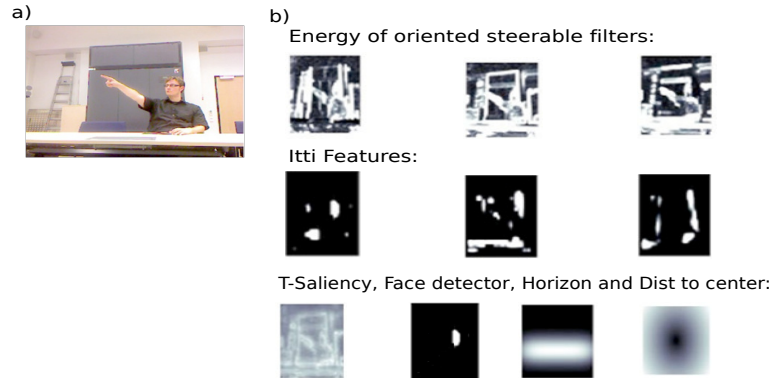 a)
b)
Energy of oriented steerable filters:
Itti Features:
T-Saliency, Face detector, Horizon and Dist to center: